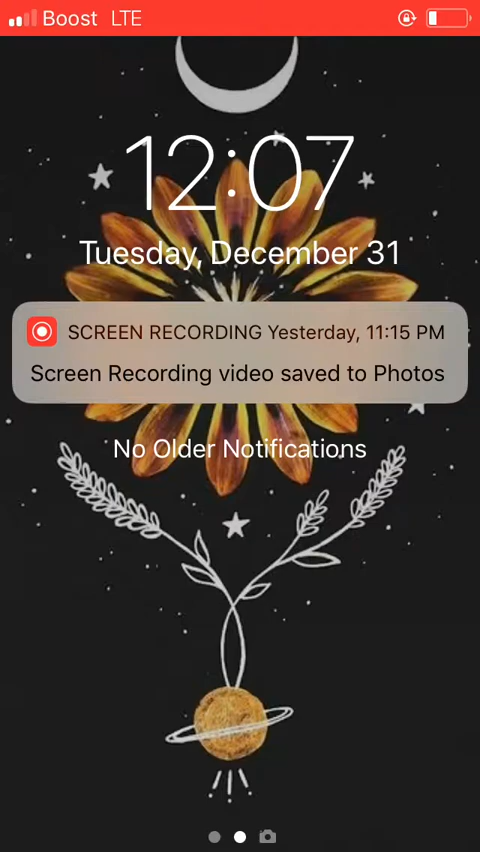 Boost LTE
12:07
Tuesday, December 31
SCREEN RECORDING Yesterday, 11:15 PM
Screen Recording video saved to Photos
No Older Notifications